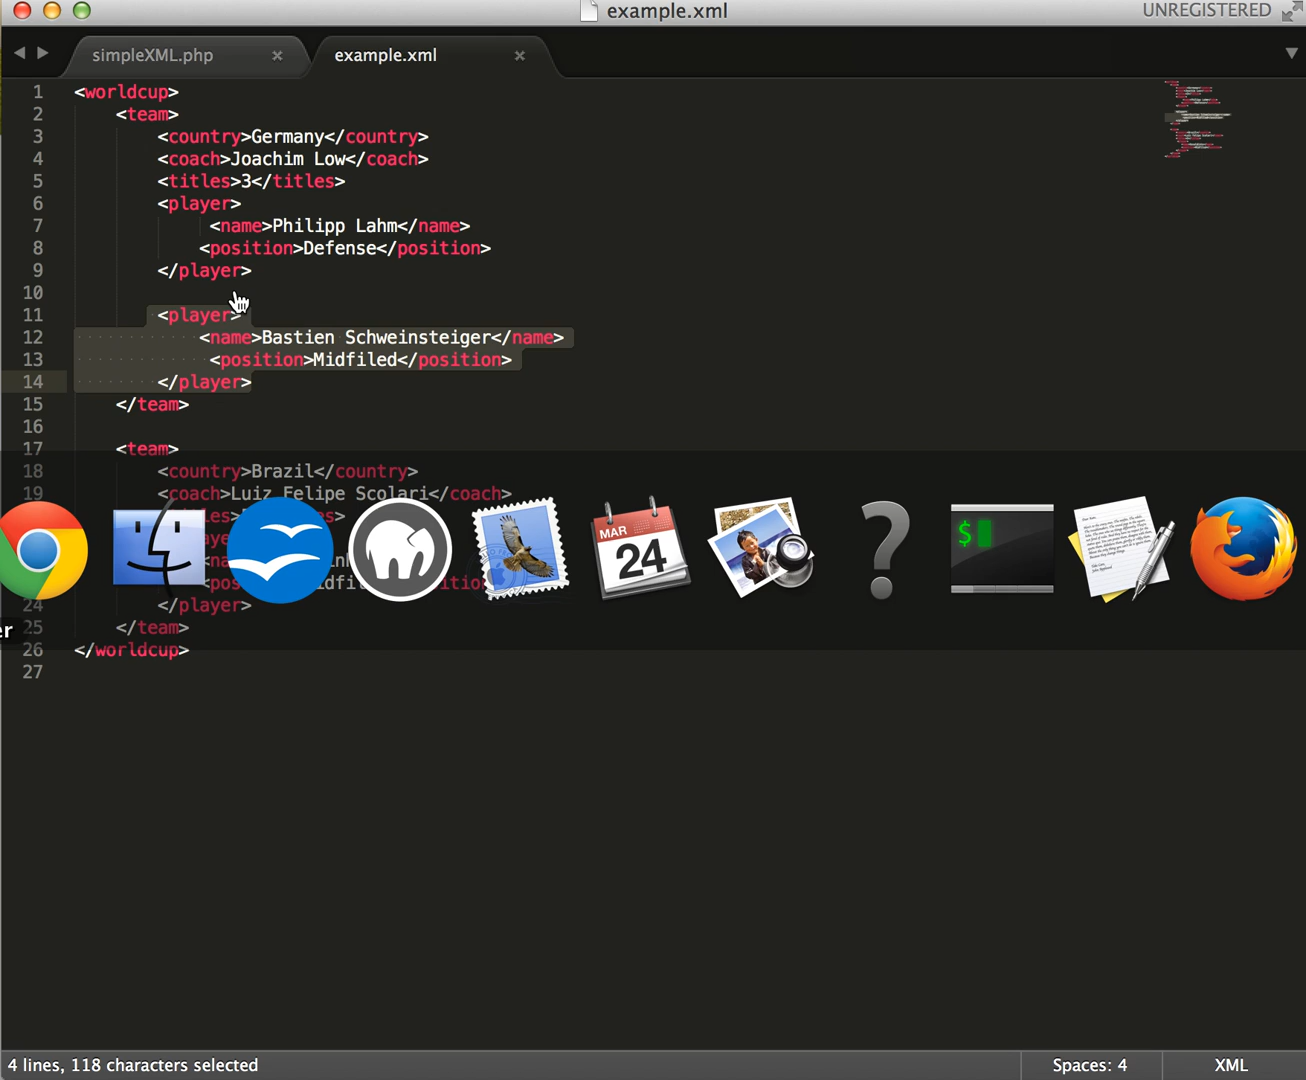 example.xml
UNREGISTERED
simpleXML.php
example.xml
1 <worldcup>
2 <team>
3 <country>Germany</country>
4 <coach>Joachim Low</coach>
5 <titles>3</titles>
6 <player>
7 <name>Philipp Lahm</name>
8 <position>Defense</position>
9 </player>
10
11 <player>
12 <name>Bastien Schweinsteiger</name>
13 <position>Midfiled</position>
14 </player>
15 </team>
16
17 <team>
18 <country>Brazil</country>
19 <coach>Luiz Felipe Scolari</coach>
24 </player>
25 </team>
26 </worldcup>
27
er
MAR
24
$
4 lines, 118 characters selected
Spaces: 4
XML